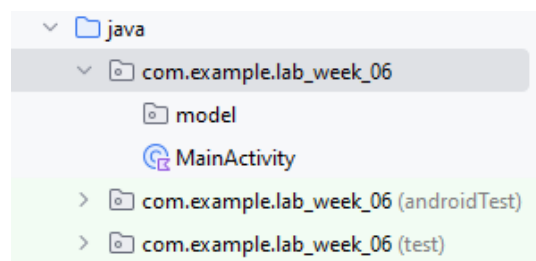 java
com.example.lab_week_06
model
MainActivity
com.example.lab_week_06 (androidTest)
com.example.lab_week_06 (test)